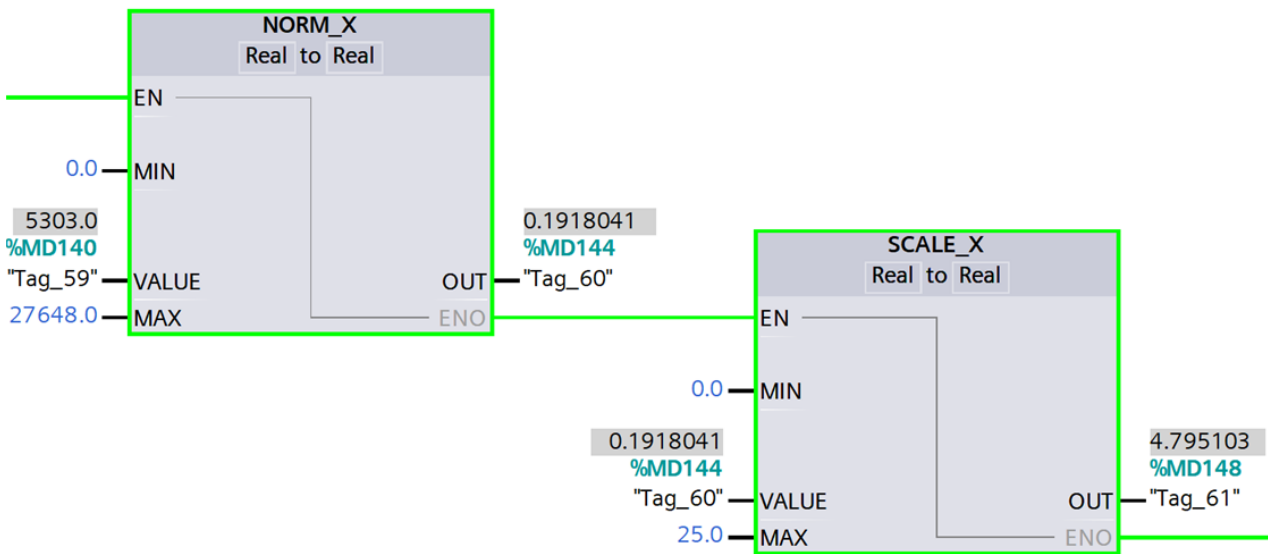 NORM_X
Real to Real
EN
0.0 MIN
5303.0
%MD140
"Tag_59" VALUE
27648.0 MAX
0.1918041
%MD144
OUT "Tag_60"
ENO
SCALE_X
Real to Real
EN
0.0 MIN
0.1918041
%MD144
"Tag_60" VALUE
25.0 MAX
4.795103
%MD148
OUT "Tag_61"
ENO